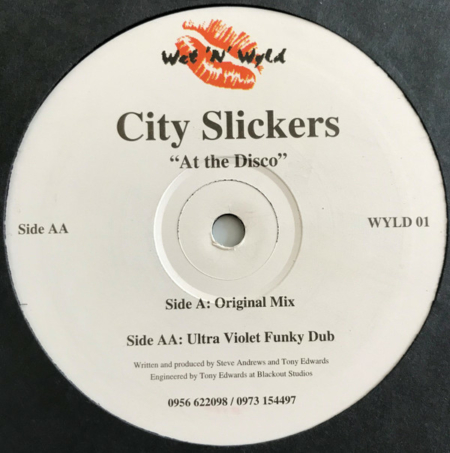 Wet 'N' Wyld
City Slickers
“At the Disco”
Side AA
WYLD 01
Side A: Original Mix
Side AA: Ultra Violet Funky Dub
Written and produced by Steve Andrews and Tony Edwards
Engineered by Tony Edwards at Blackout Studios
0956 622098 / 0973 154497